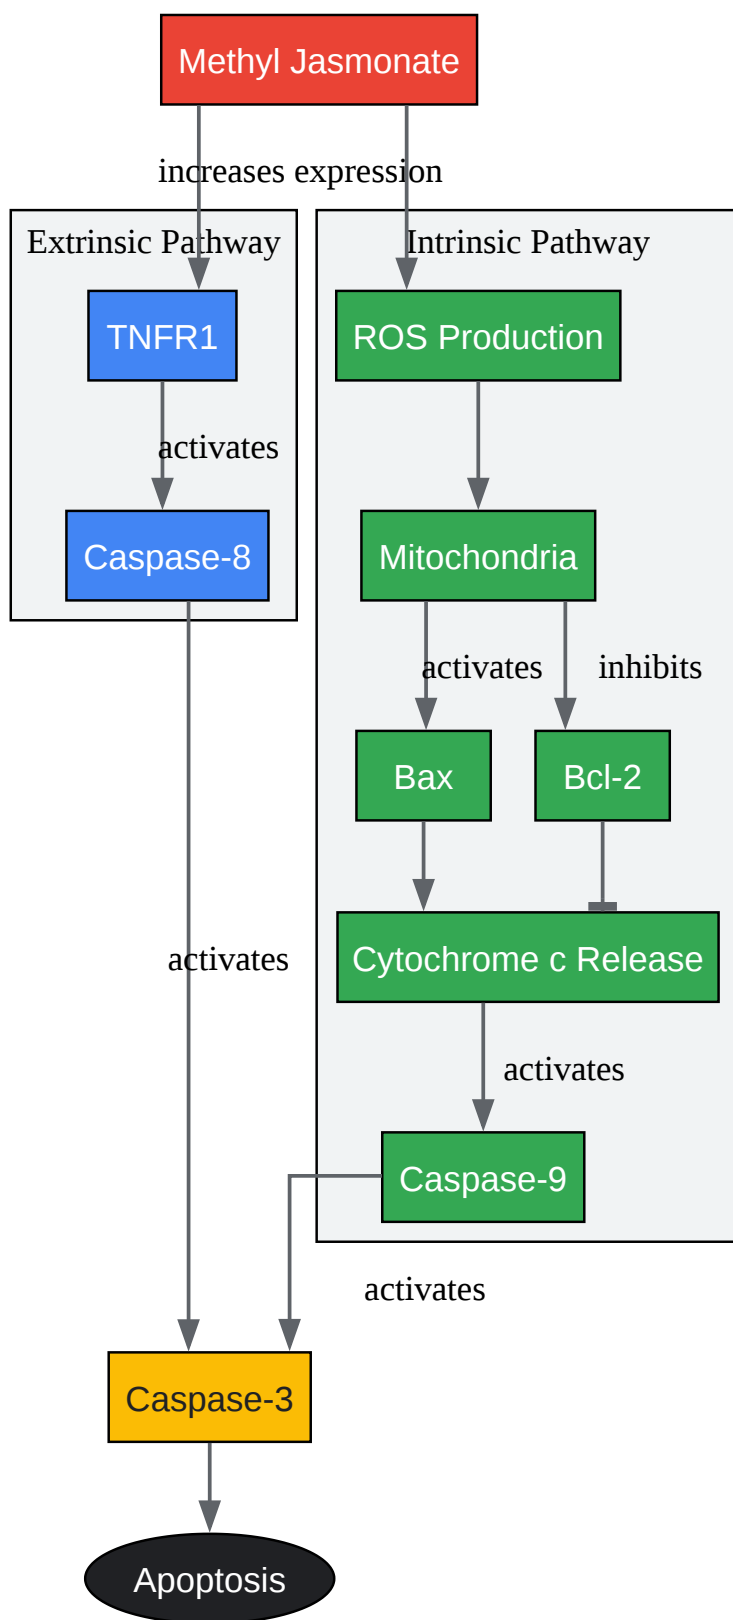 Methyl Jasmonate
increases expression
Extrinsic Pathway
Intrinsic Pathway
TNFR1
ROS Production
activates
Caspase-8
Mitochondria
activates
inhibits
Bax
Bcl-2
activates
Cytochrome c Release
activates
Caspase-9
activates
Caspase-3
Apoptosis